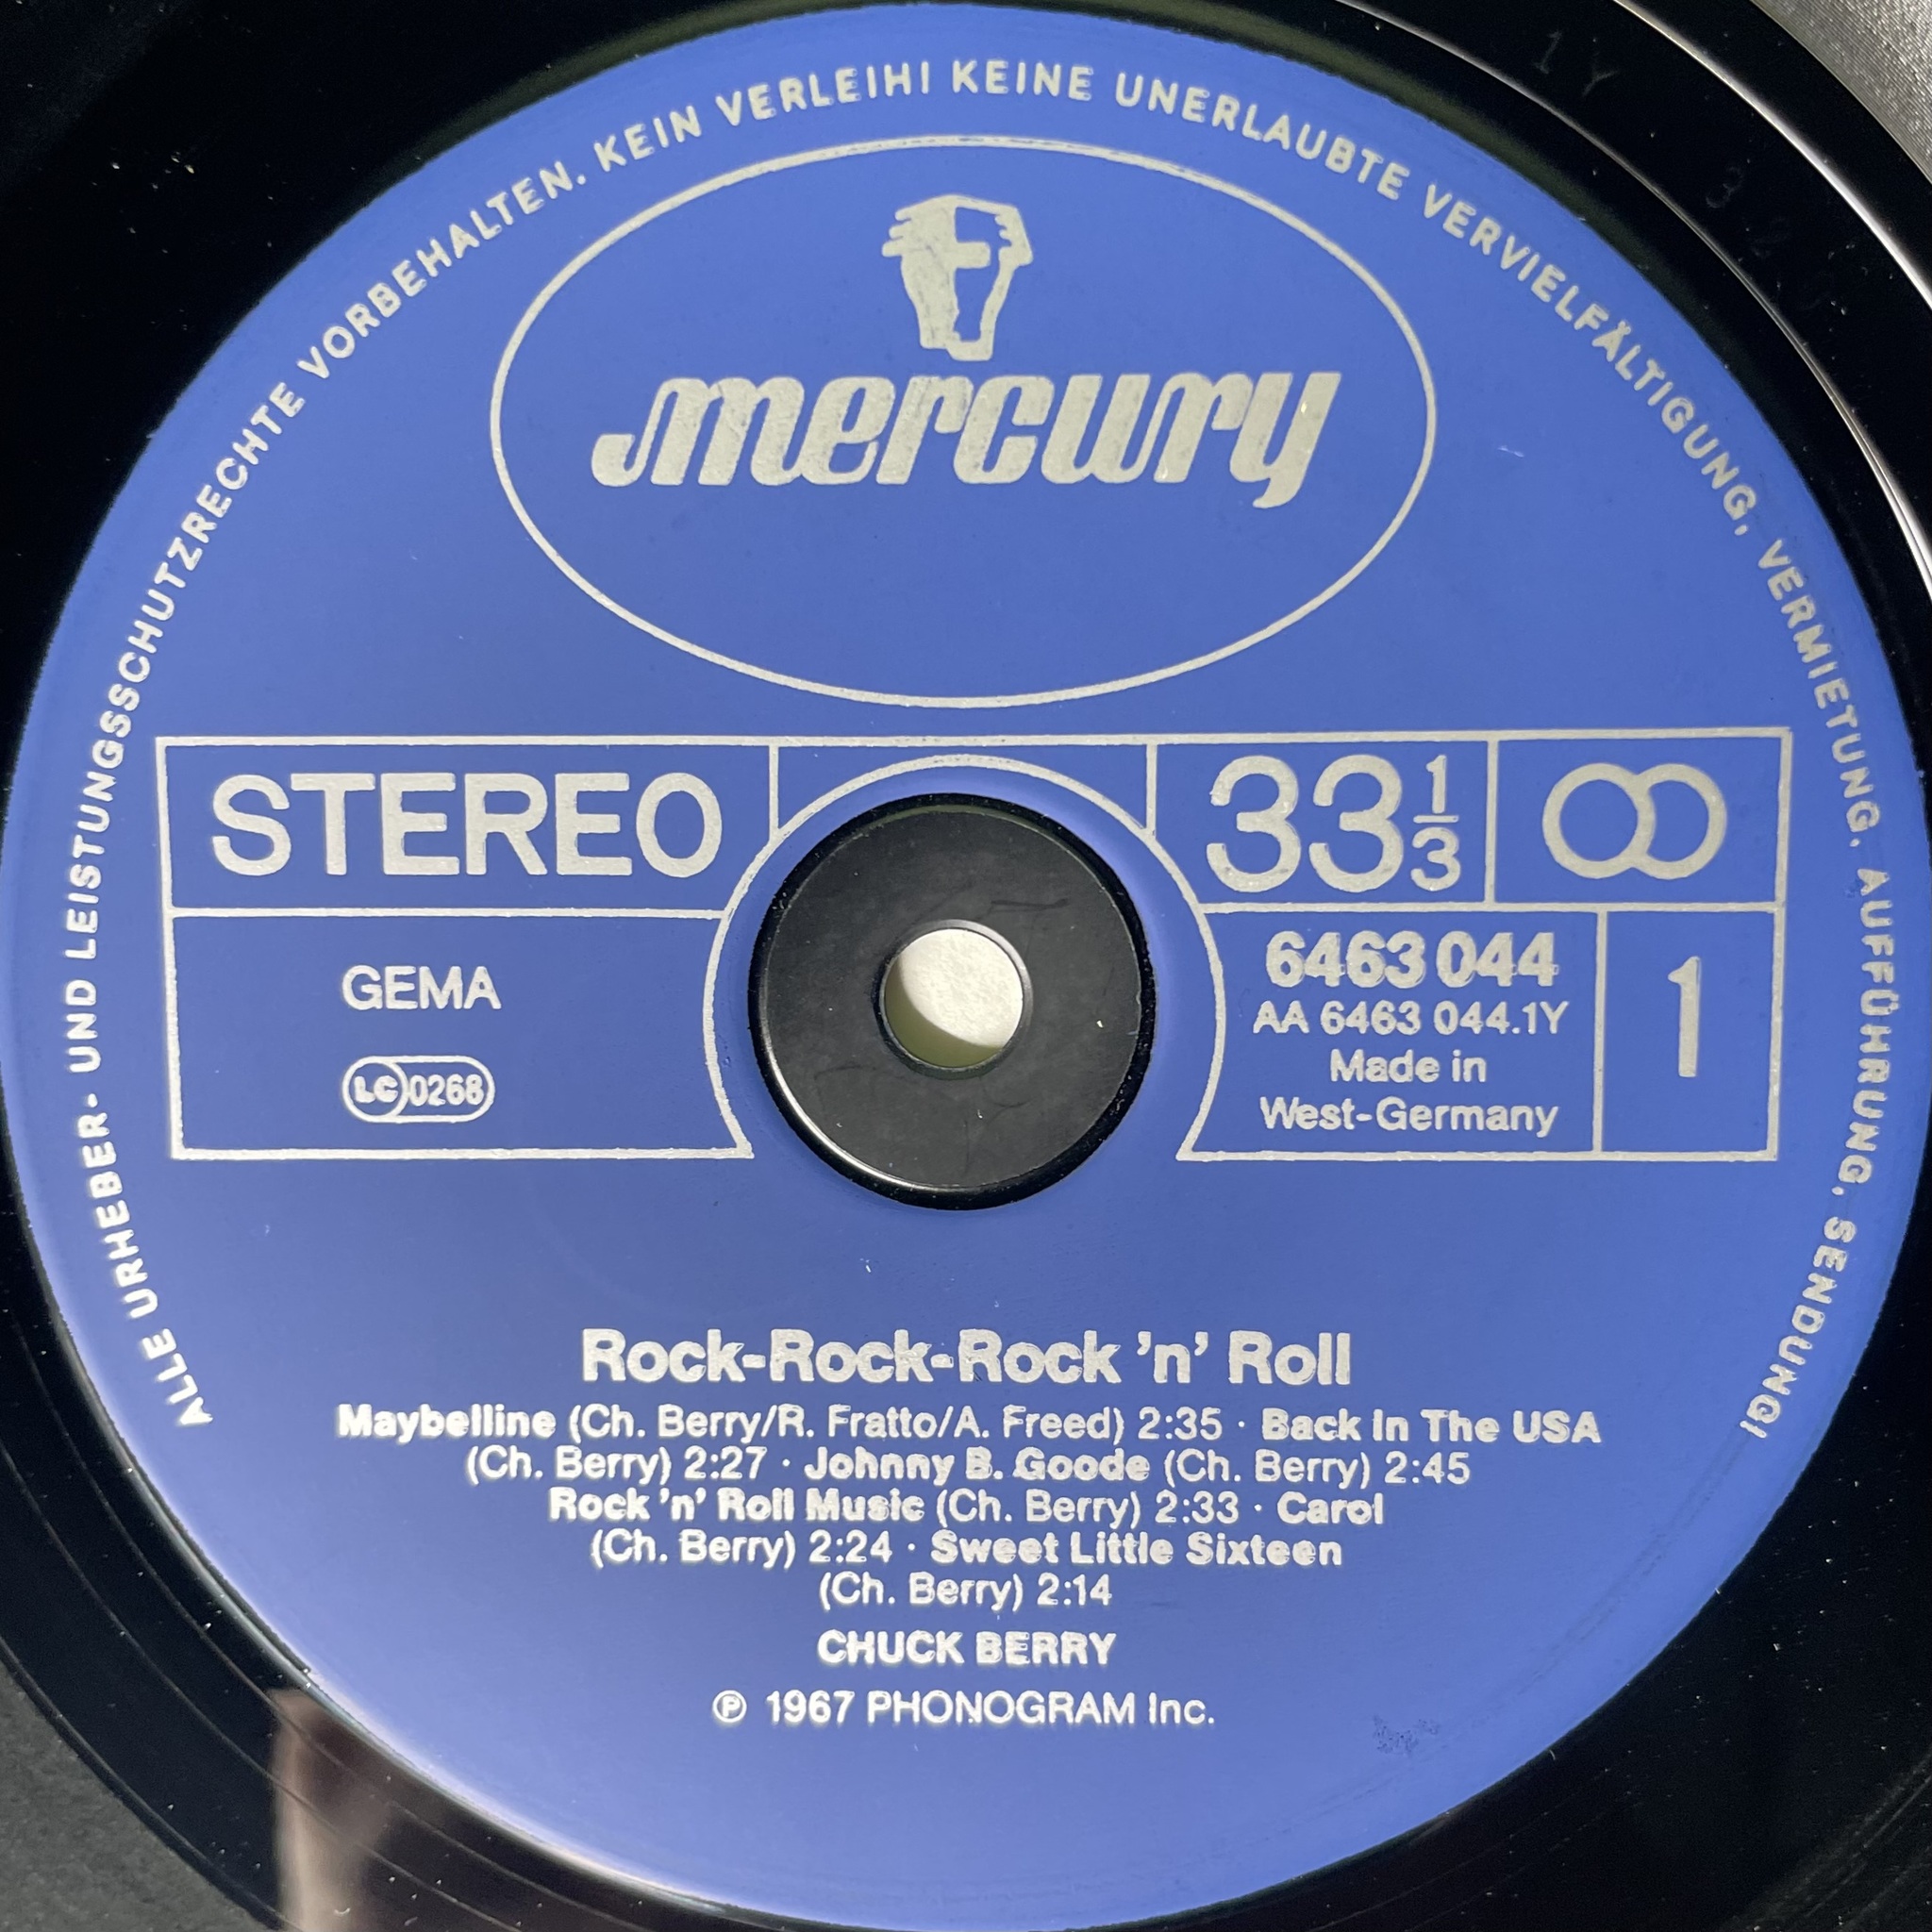 ALLE URHEBER- UND LEISTUNGSSCHUTZRECHTE VORBEHALTEN. KEIN VERLEIH! KEINE UNERLAUBTE VERVIELFÄLTIGUNG, VERMIETUNG, AUFFÜHRUNG, SENDUNG!
mercury
STEREO
33 1/3
GEMA
LC 0268
6463 044
AA 6463 044.1Y
Made in
West-Germany
1
Rock-Rock-Rock ’n’ Roll
Maybelline (Ch. Berry/R. Fratto/A. Freed) 2:35 · Back In The USA
(Ch. Berry) 2:27 · Johnny B. Goode (Ch. Berry) 2:45
Rock ’n’ Roll Music (Ch. Berry) 2:33 · Carol
(Ch. Berry) 2:24 · Sweet Little Sixteen
(Ch. Berry) 2:14
CHUCK BERRY
℗ 1967 PHONOGRAM Inc.